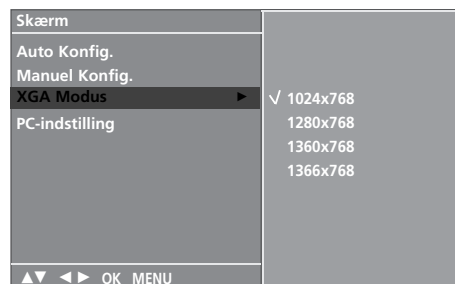 Skærm
Auto Konfig.
Manuel Konfig.
XGA Modus ►
PC-indstilling
√ 1024x768
1280x768
1360x768
1366x768
▲▼ ◄► OK MENU